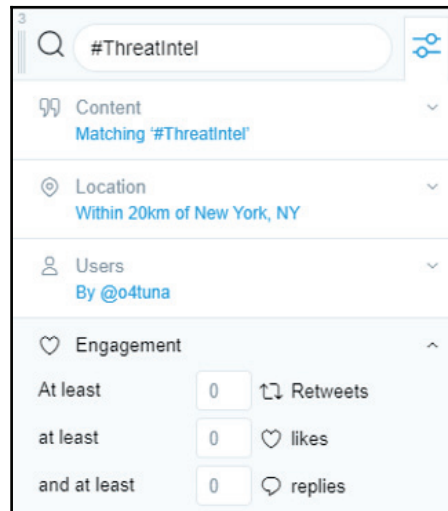 3
#ThreatIntel
Content
Matching '#ThreatIntel'
Location
Within 20km of New York, NY
Users
By @o4tuna
Engagement
At least 0 Retweets
at least 0 likes
and at least 0 replies